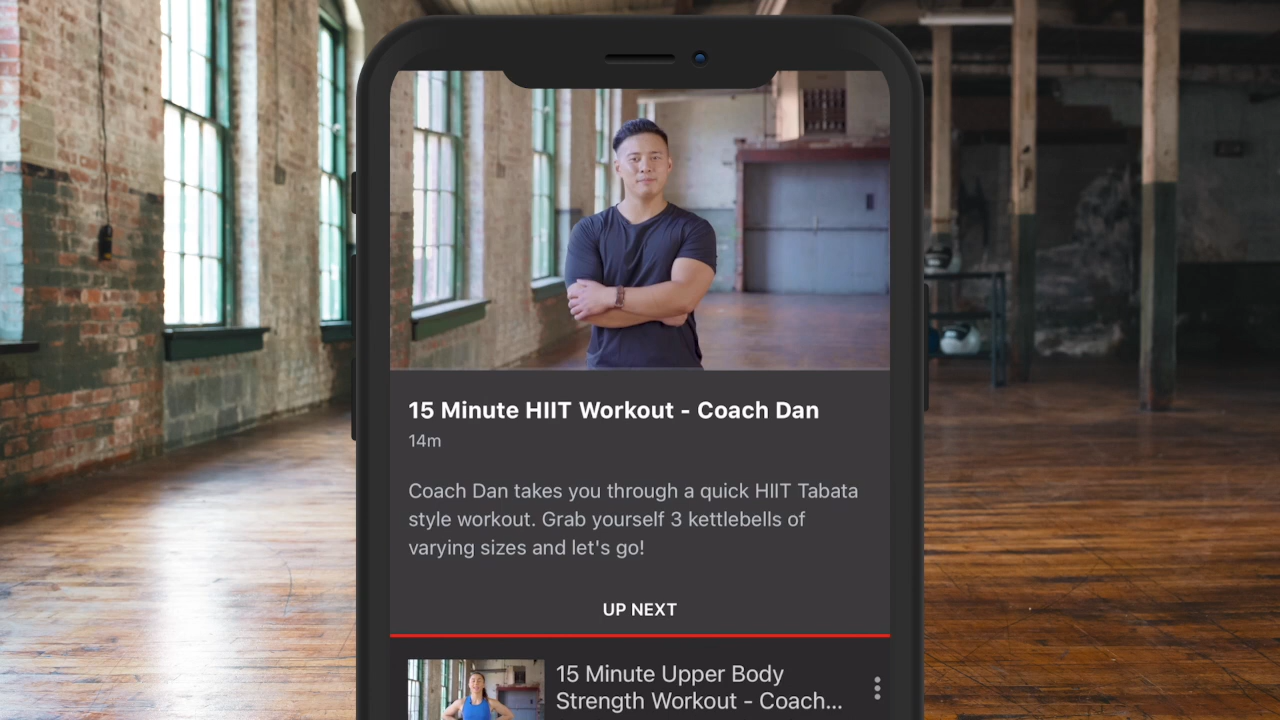 15 Minute HIIT Workout - Coach Dan
14m
Coach Dan takes you through a quick HIIT Tabata
style workout. Grab yourself 3 kettlebells of
varying sizes and let's go!
UP NEXT
15 Minute Upper Body
Strength Workout - Coach...